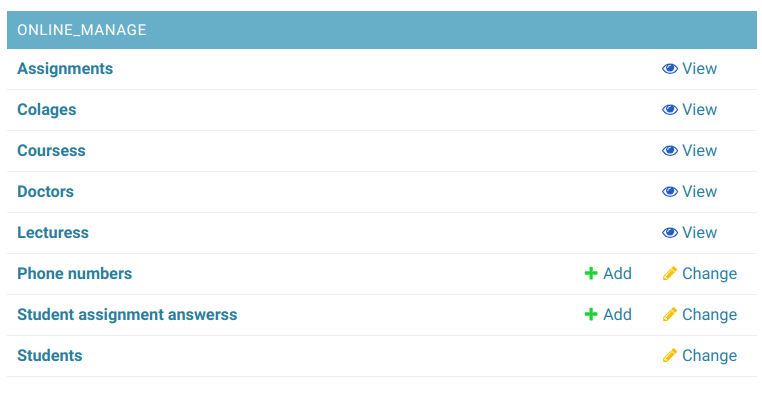 ONLINE_MANAGE
Assignments View
Colages View
Coursess View
Doctors View
Lecturess View
Phone numbers Add Change
Student assignment answerss Add Change
Students Change